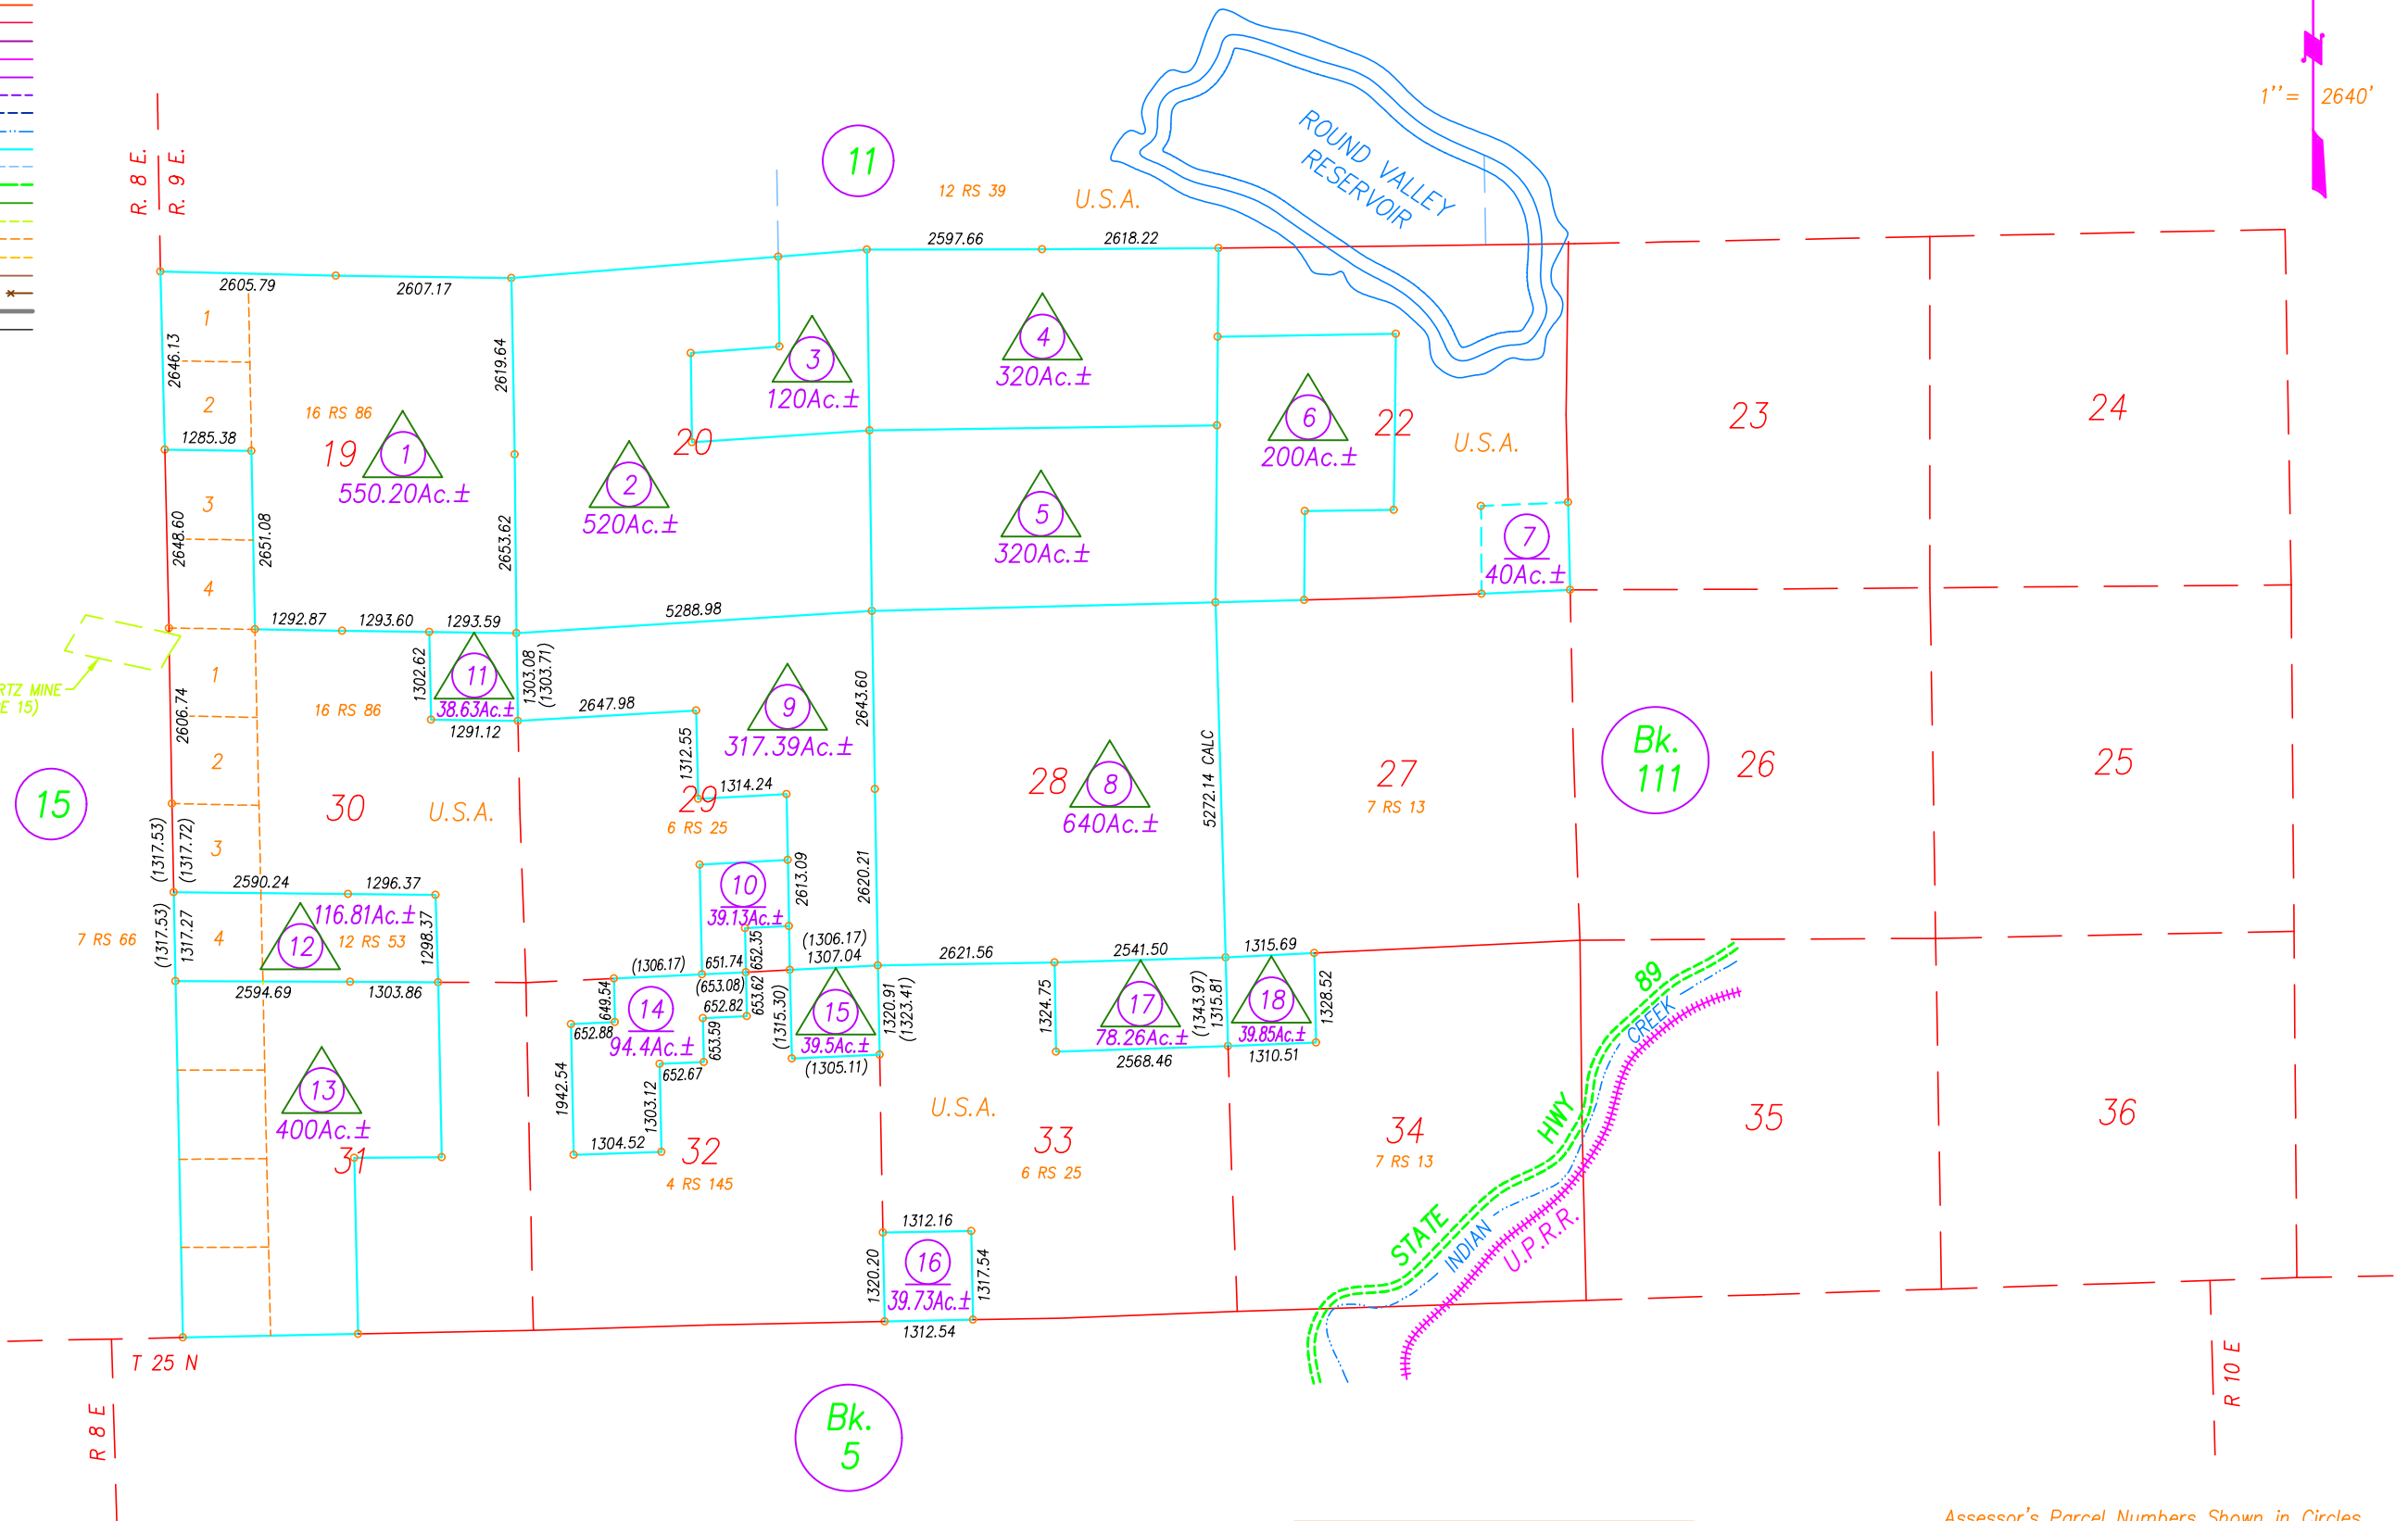 1''= 2640'
R. 8 E.
R. 9 E.
11
12 RS 39
U.S.A.
ROUND VALLEY
RESERVOIR
2597.66
2618.22
2605.79
2607.17
1
2646.13
2619.64
2
1285.38
16 RS 86
19
1
550.20Ac.±
3
120Ac.±
20
2
520Ac.±
4
320Ac.±
5
320Ac.±
6
200Ac.±
22
U.S.A.
23
24
7
40Ac.±
3
2648.60
2651.08
2653.62
4
1292.87
1293.60
1293.59
5288.98
RTZ MINE
E 15)
1
2606.74
16 RS 86
1302.62
11
38.63Ac.±
1303.08
(1303.71)
1291.12
2647.98
9
317.39Ac.±
2643.60
1312.55
1314.24
29
6 RS 25
2
15
30
U.S.A.
28
8
640Ac.±
5272.14 CALC
27
7 RS 13
Bk.
111
26
25
3
(1317.53)
(1317.72)
2590.24
1296.37
10
39.13Ac.±
2613.09
2620.21
7 RS 66
(1317.53)
1317.27
4
116.81Ac.±
12
12 RS 53
1298.37
2594.69
1303.86
(1306.17)
651.74
652.35
(1306.17)
1307.04
2621.56
2541.50
1315.69
(653.08)
653.62
649.54
14
94.4Ac.±
652.88
652.82
653.59
(1315.30)
15
39.5Ac.±
(1305.11)
1320.91
(1323.41)
1324.75
17
78.26Ac.±
2568.46
(1343.97)
1315.81
18
39.85Ac.±
1310.51
1328.52
1942.54
652.67
1303.12
1304.52
13
400Ac.±
31
32
4 RS 145
U.S.A.
33
6 RS 25
34
7 RS 13
35
36
STATE HWY 89
INDIAN CREEK
U.P.R.R.
1312.16
1320.20
16
39.73Ac.±
1317.54
1312.54
T 25 N
R 8 E
R 10 E
Bk.
5
Assessor's Parcel Numbers Shown in Circles